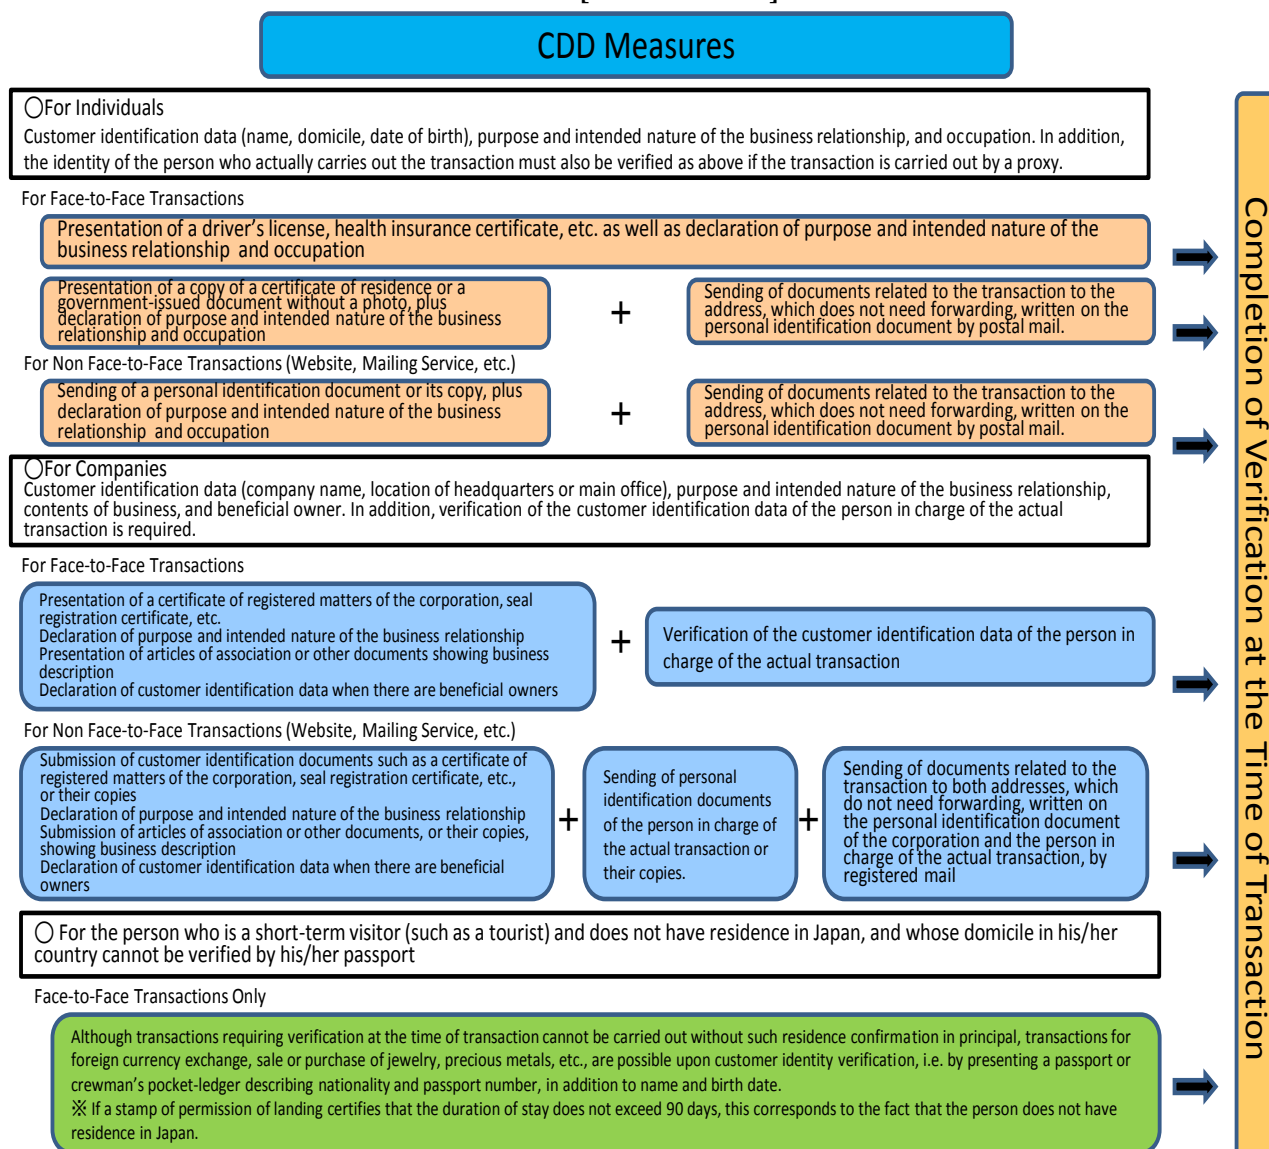 CDD Measures
○For Individuals
Customer identification data (name, domicile, date of birth), purpose and intended nature of the business relationship, and occupation. In addition,
the identity of the person who actually carries out the transaction must also be verified as above if the transaction is carried out by a proxy.
For Face-to-Face Transactions
Presentation of a driver's license, health insurance certificate, etc. as well as declaration of purpose and intended nature of the
business relationship and occupation
Presentation of a copy of a certificate of residence or a
government-issued document without a photo, plus
declaration of purpose and intended nature of the business
relationship and occupation
+
Sending of documents related to the transaction to the
address, which does not need forwarding, written on the
personal identification document by postal mail.
For Non Face-to-Face Transactions (Website, Mailing Service, etc.)
Sending of a personal identification document or its copy, plus
declaration of purpose and intended nature of the business
relationship and occupation
+
Sending of documents related to the transaction to the
address, which does not need forwarding, written on the
personal identification document by postal mail.
○For Companies
Customer identification data (company name, location of headquarters or main office), purpose and intended nature of the business relationship,
contents of business, and beneficial owner. In addition, verification of the customer identification data of the person in charge of the actual
transaction is required.
For Face-to-Face Transactions
Presentation of a certificate of registered matters of the corporation, seal
registration certificate, etc.
Declaration of purpose and intended nature of the business relationship
Presentation of articles of association or other documents showing business
description
Declaration of customer identification data when there are beneficial owners
+
Verification of the customer identification data of the person in
charge of the actual transaction
For Non Face-to-Face Transactions (Website, Mailing Service, etc.)
Submission of customer identification documents such as a certificate of
registered matters of the corporation, seal registration certificate, etc.,
or their copies
Declaration of purpose and intended nature of the business relationship
Submission of articles of association or other documents, or their copies,
showing business description
Declaration of customer identification data when there are beneficial
owners
+
Sending of personal
identification documents
of the person in charge of
the actual transaction or
their copies.
+
Sending of documents related to the
transaction to both addresses, which
do not need forwarding, written on
the personal identification document
of the corporation and the person in
charge of the actual transaction, by
registered mail
○ For the person who is a short-term visitor (such as a tourist) and does not have residence in Japan, and whose domicile in his/her
country cannot be verified by his/her passport
Face-to-Face Transactions Only
Although transactions requiring verification at the time of transaction cannot be carried out without such residence confirmation in principal, transactions for
foreign currency exchange, sale or purchase of jewelry, precious metals, etc., are possible upon customer identity verification, i.e. by presenting a passport or
crewman's pocket-ledger describing nationality and passport number, in addition to name and birth date.
※ If a stamp of permission of landing certifies that the duration of stay does not exceed 90 days, this corresponds to the fact that the person does not have
residence in Japan.
Completion of Verification at the Time of Transaction